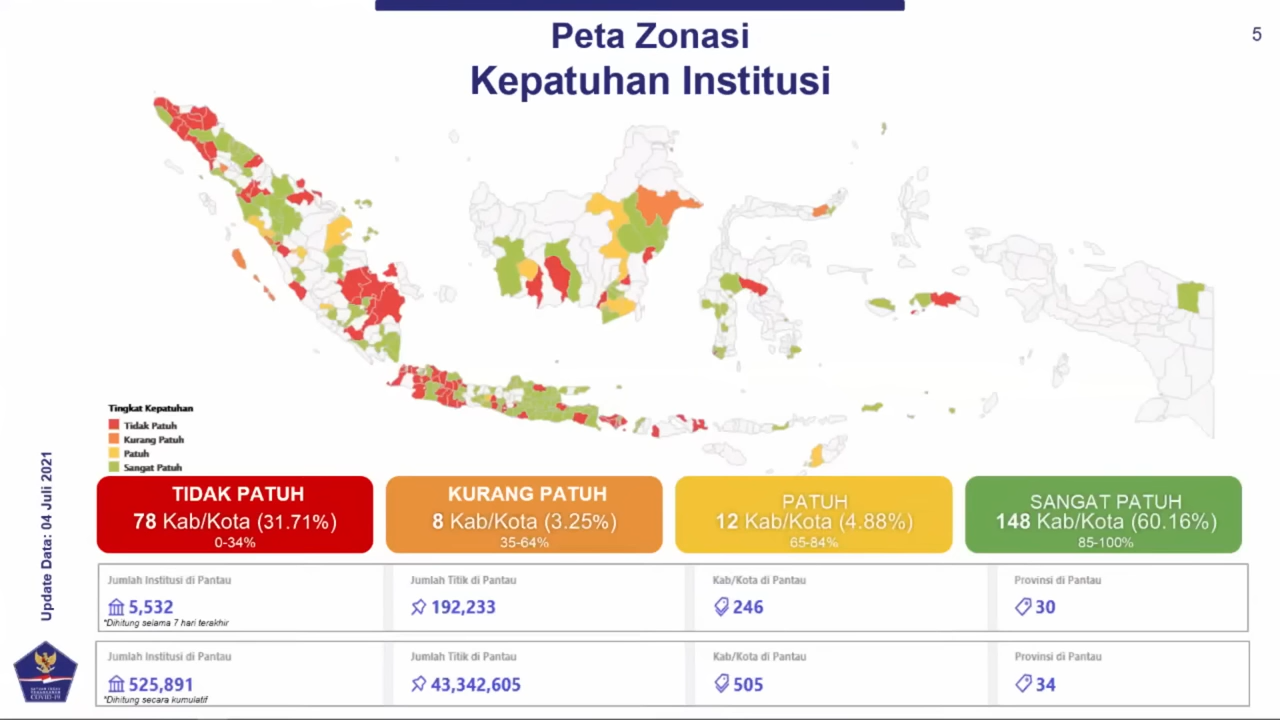 Peta Zonasi
5
Kepatuhan Institusi
Tingkat Kepatuhan
Tidak Patuh
Kurang Patuh
Patuh
Sangat Patuh
Update Data: 04 Juli 2021
TIDAK PATUH
78 Kab/Kota (31.71%)
0-34%
KURANG PATUH
8 Kab/Kota (3.25%)
35-64%
PATUH
12 Kab/Kota (4.88%)
65-84%
SANGAT PATUH
148 Kab/Kota (60.16%)
85-100%
Jumlah Institusi di Pantau
5,532
*Dihitung selama 7 hari terakhir
Jumlah Titik di Pantau
192,233
Kab/Kota di Pantau
246
Provinsi di Pantau
30
Jumlah Institusi di Pantau
525,891
*Dihitung secara kumulatif
Jumlah Titik di Pantau
43,342,605
Kab/Kota di Pantau
505
Provinsi di Pantau
34
COVID-19